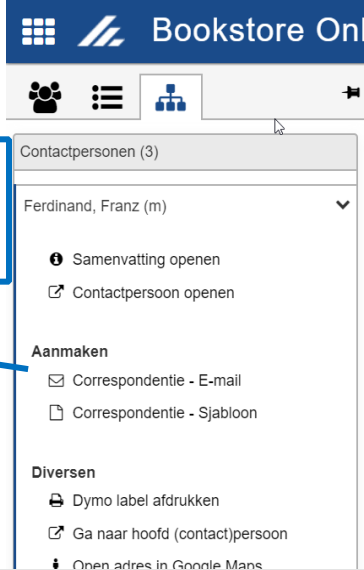 Bookstore Onl
Contactpersonen (3)
Ferdinand, Franz (m)
Samenvatting openen
Contactpersoon openen
Aanmaken
Correspondentie - E-mail
Correspondentie - Sjabloon
Diversen
Dymo label afdrukken
Ga naar hoofd (contact)persoon
Open adres in Google Maps